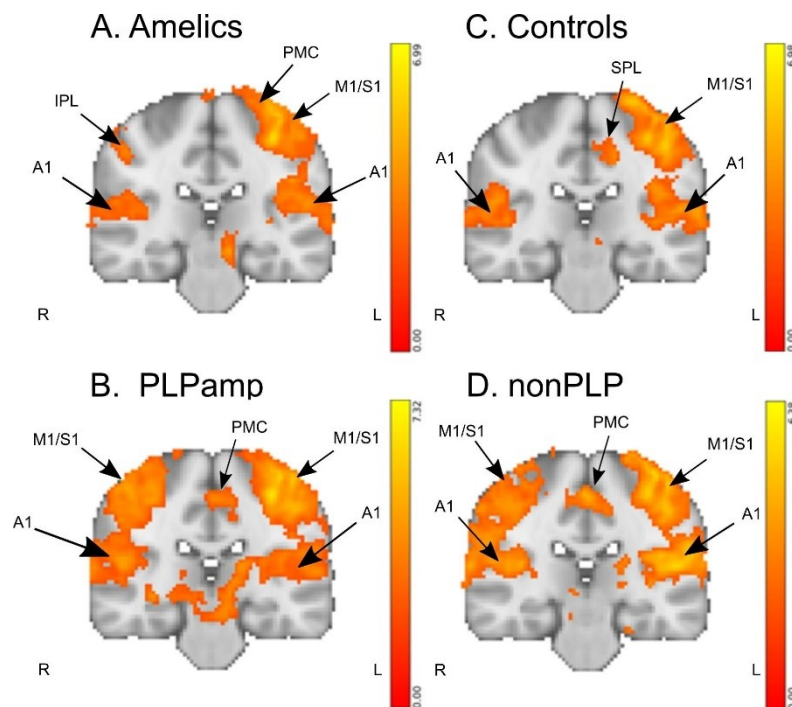 A. Amelics
PMC
M1/S1
IPL
A1
A1
R
L
6.99
0.00
C. Controls
SPL
M1/S1
A1
A1
R
L
6.98
0.00
B. PLPamp
M1/S1
PMC
M1/S1
A1
A1
R
L
7.32
0.00
D. nonPLP
M1/S1
PMC
M1/S1
A1
A1
R
L
0.00